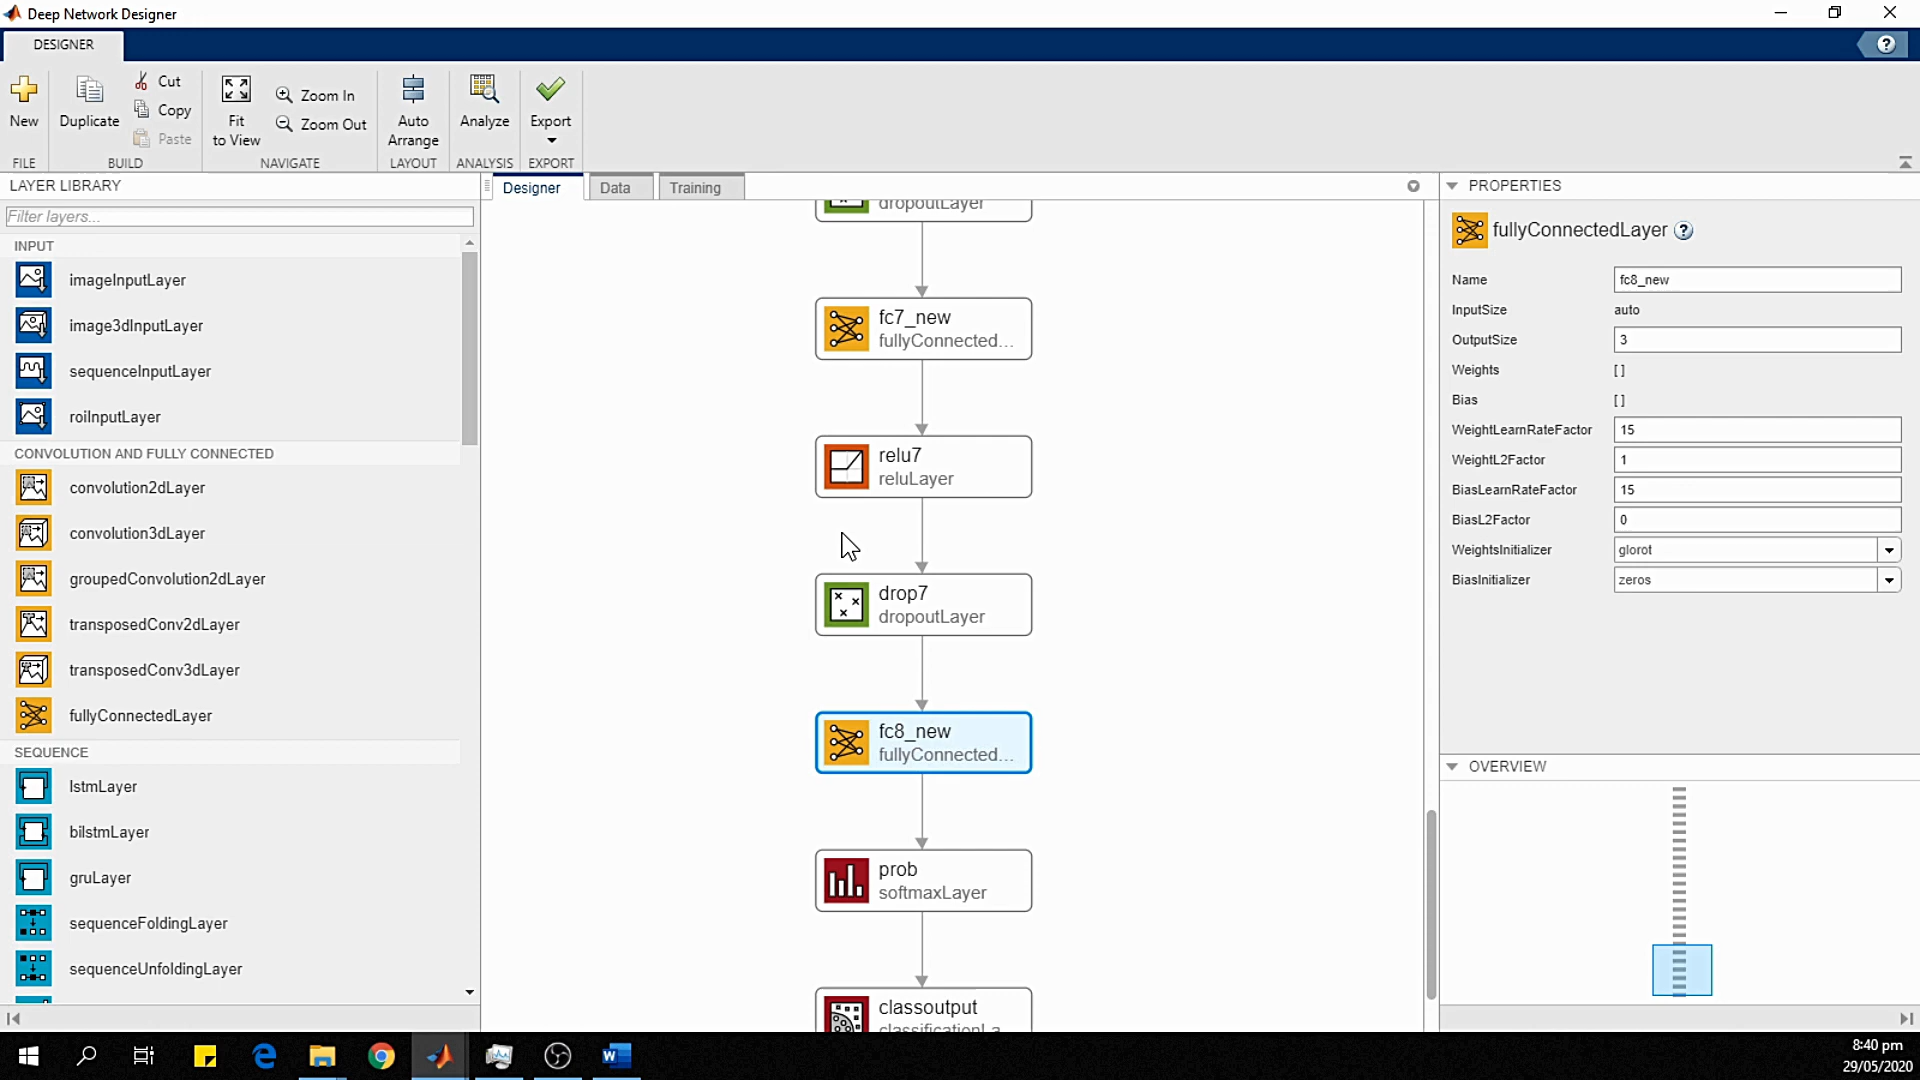 Deep Network Designer
DESIGNER
New
Duplicate
Cut
Copy
Paste
Fit
to View
Zoom In
Zoom Out
Auto
Arrange
Analyze
Export
FILE
BUILD
NAVIGATE
LAYOUT
ANALYSIS
EXPORT
LAYER LIBRARY
Filter layers...
INPUT
imageInputLayer
image3dInputLayer
sequenceInputLayer
roiInputLayer
CONVOLUTION AND FULLY CONNECTED
convolution2dLayer
convolution3dLayer
groupedConvolution2dLayer
transposedConv2dLayer
transposedConv3dLayer
fullyConnectedLayer
SEQUENCE
lstmLayer
bilstmLayer
gruLayer
sequenceFoldingLayer
sequenceUnfoldingLayer
Designer
Data
Training
dropoutLayer
fc7_new
fullyConnected...
relu7
reluLayer
drop7
dropoutLayer
fc8_new
fullyConnected...
prob
softmaxLayer
classoutput
classificationLa...
PROPERTIES
fullyConnectedLayer
Name fc8_new
InputSize auto
OutputSize 3
Weights [ ]
Bias [ ]
WeightLearnRateFactor 15
WeightL2Factor 1
BiasLearnRateFactor 15
BiasL2Factor 0
WeightsInitializer glorot
BiasInitializer zeros
OVERVIEW
8:40 pm
29/05/2020